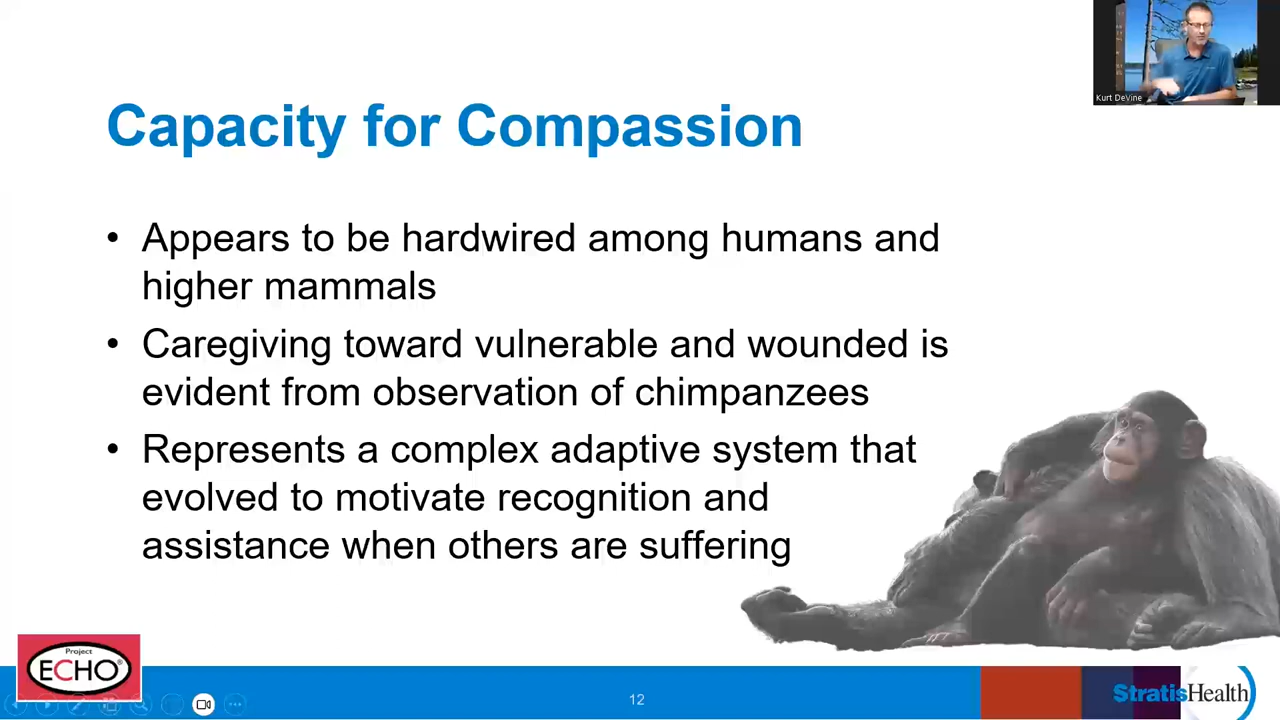 Kurt DeVine
Capacity for Compassion
• Appears to be hardwired among humans and
higher mammals
• Caregiving toward vulnerable and wounded is
evident from observation of chimpanzees
• Represents a complex adaptive system that
evolved to motivate recognition and
assistance when others are suffering
Project
ECHO®
12
StratisHealth